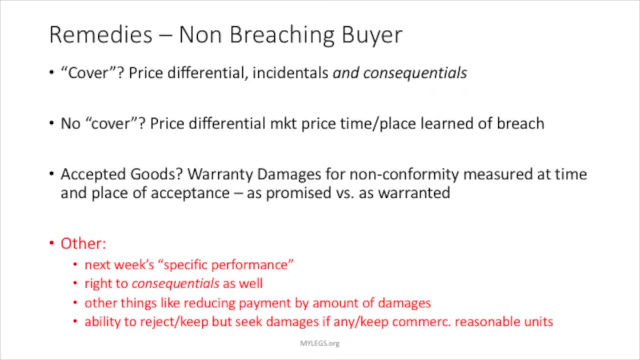 Remedies – Non Breaching Buyer
• “Cover”? Price differential, incidentals and consequentials
• No “cover”? Price differential mkt price time/place learned of breach
• Accepted Goods? Warranty Damages for non-conformity measured at time
and place of acceptance – as promised vs. as warranted
• Other:
• next week’s “specific performance”
• right to consequentials as well
• other things like reducing payment by amount of damages
• ability to reject/keep but seek damages if any/keep commerc. reasonable units
MYLEGS.org